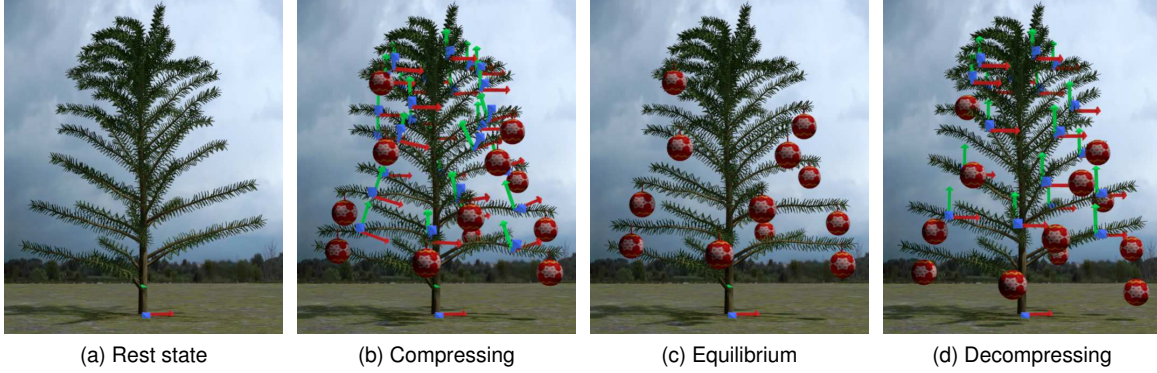 (a) Rest state
(b) Compressing
(c) Equilibrium
(d) Decompressing